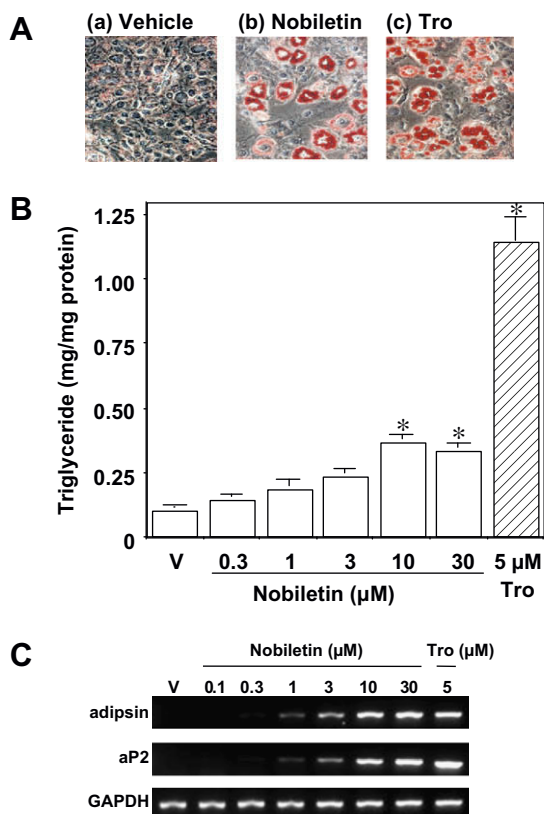 A
(a) Vehicle (b) Nobiletin (c) Tro
B
Triglyceride (mg/mg protein)
1.25
1.00
0.75
0.50
0.25
0
*
*
*
V 0.3 1 3 10 30 5 μM
Nobiletin (μM) Tro
C
Nobiletin (μM) Tro (μM)
V 0.1 0.3 1 3 10 30 5
adipsin
aP2
GAPDH